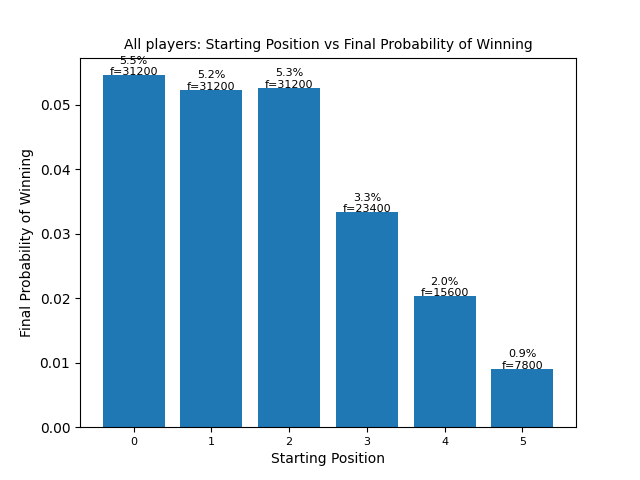 All players: Starting Position vs Final Probability of Winning
5.5%
f=31200
5.2%
f=31200
5.3%
f=31200
3.3%
f=23400
2.0%
f=15600
0.9%
f=7800
0.05
0.04
0.03
0.02
0.01
0.00
Final Probability of Winning
0
1
2
3
4
5
Starting Position